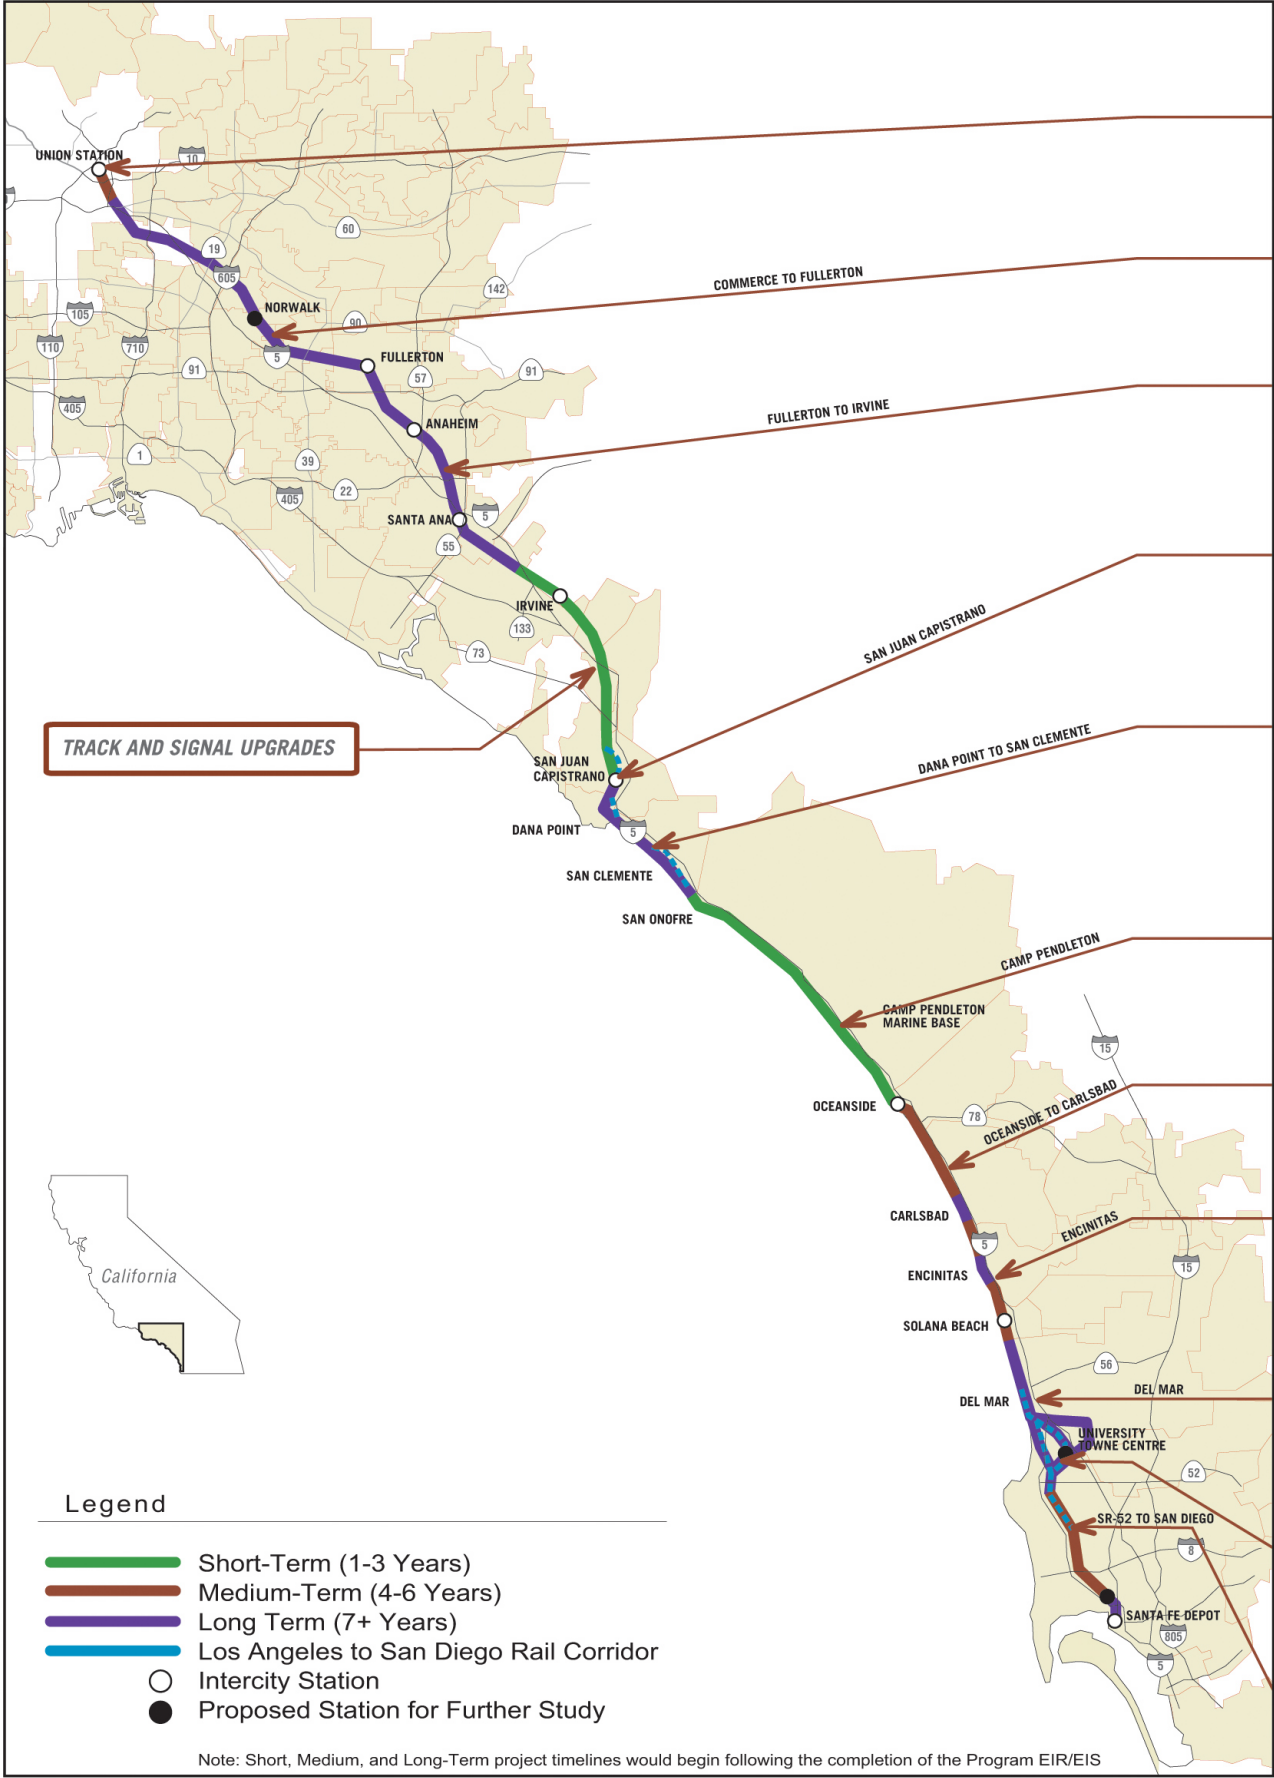 UNION STATION
10
60
19
605
142
COMMERCE TO FULLERTON
NORWALK
105
90
110
710
5
FULLERTON
91
57
91
405
FULLERTON TO IRVINE
ANAHEIM
1
39
22
405
SANTA ANA
5
55
IRVINE
133
73
SAN JUAN CAPISTRANO
TRACK AND SIGNAL UPGRADES
SAN JUAN
CAPISTRANO
DANA POINT TO SAN CLEMENTE
DANA POINT
5
SAN CLEMENTE
SAN ONOFRE
CAMP PENDLETON
CAMP PENDLETON
MARINE BASE
15
OCEANSIDE
78
OCEANSIDE TO CARLSBAD
CARLSBAD
ENCINITAS
5
15
ENCINITAS
California
SOLANA BEACH
56
DEL MAR
DEL MAR
UNIVERSITY
TOWNE CENTRE
52
SR-52 TO SAN DIEGO
8
SANTA FE DEPOT
805
5
Legend
Short-Term (1-3 Years)
Medium-Term (4-6 Years)
Long Term (7+ Years)
Los Angeles to San Diego Rail Corridor
Intercity Station
Proposed Station for Further Study
Note: Short, Medium, and Long-Term project timelines would begin following the completion of the Program EIR/EIS